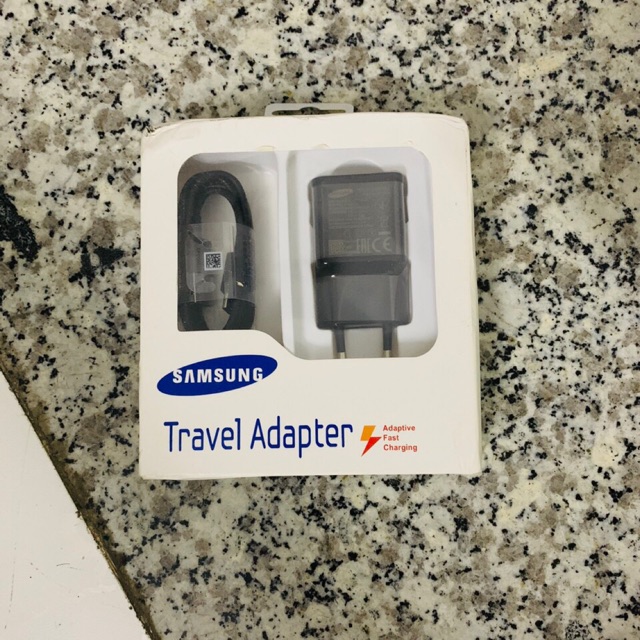 SAMSUNG
Travel Adapter
Adaptive
Fast
Charging